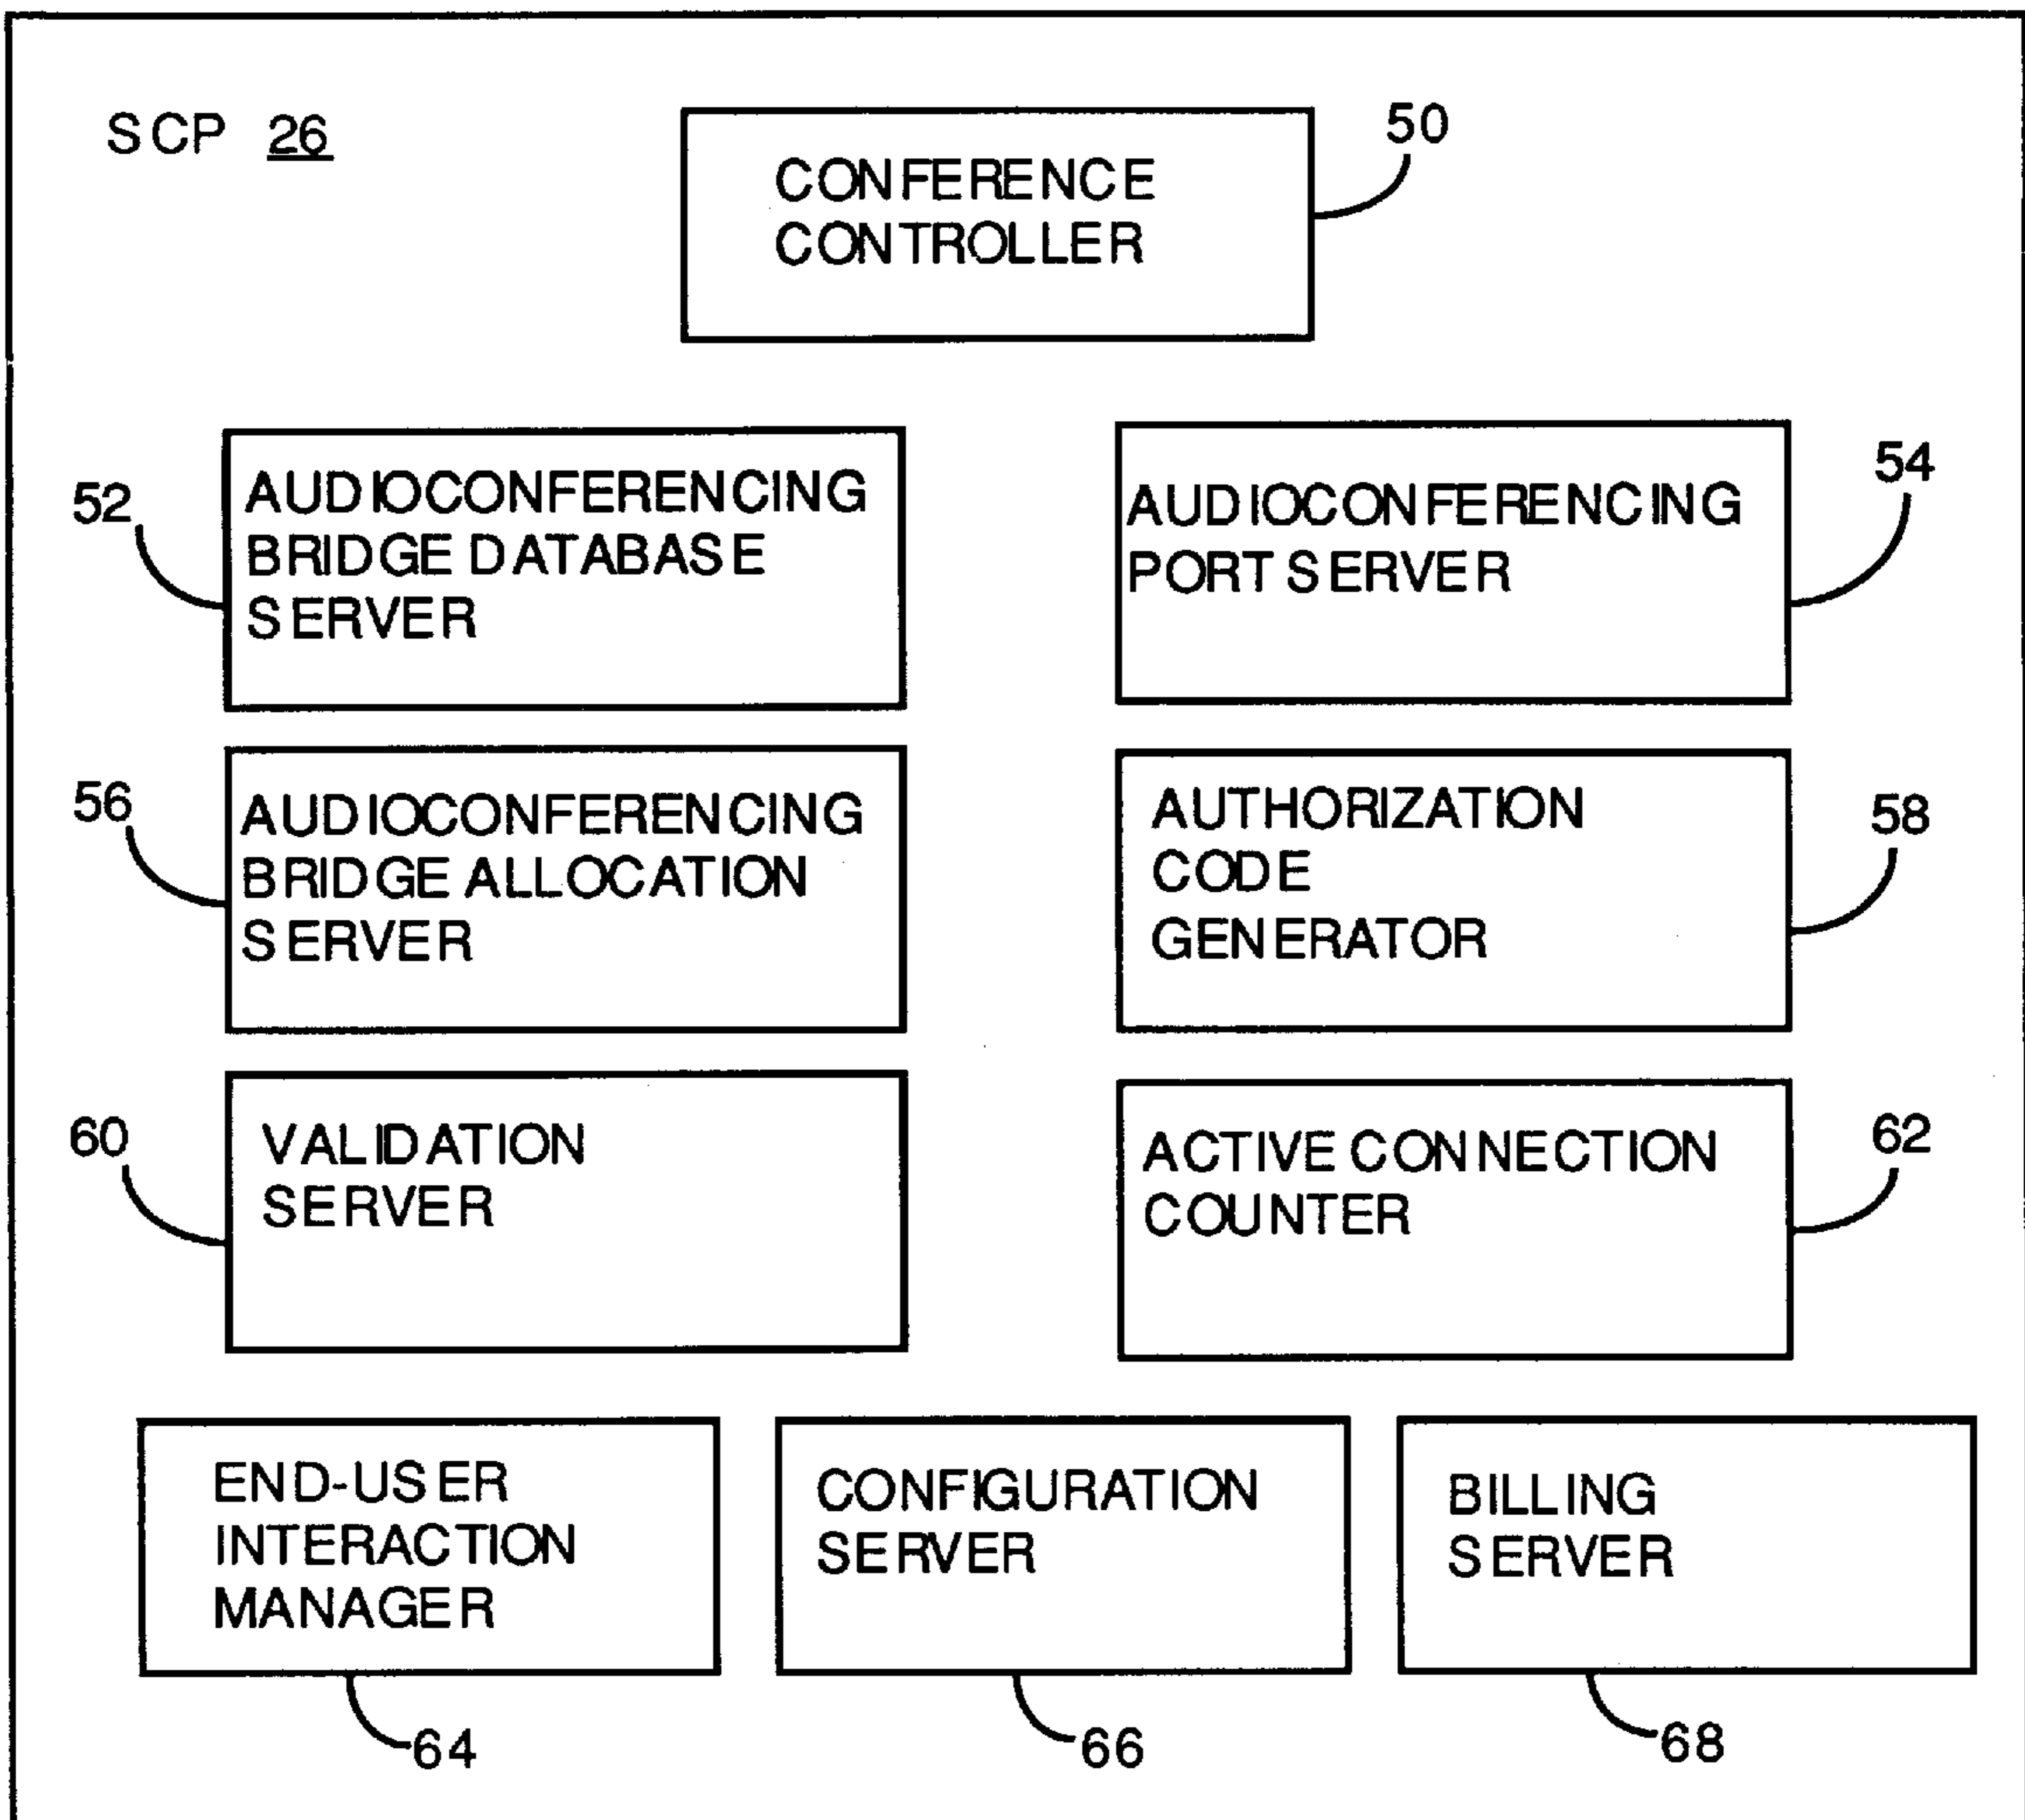 SCP 26
CONFERENCE
CONTROLLER
50
52
AUDIOCONFERENCING
BRIDGE DATABASE
SERVER
AUDIOCONFERENCING
PORT SERVER
54
56
AUDIOCONFERENCING
BRIDGE ALLOCATION
SERVER
AUTHORIZATION
CODE
GENERATOR
58
60
VALIDATION
SERVER
ACTIVE CONNECTION
COUNTER
62
END-USER
INTERACTION
MANAGER
64
CONFIGURATION
SERVER
66
BILLING
SERVER
68